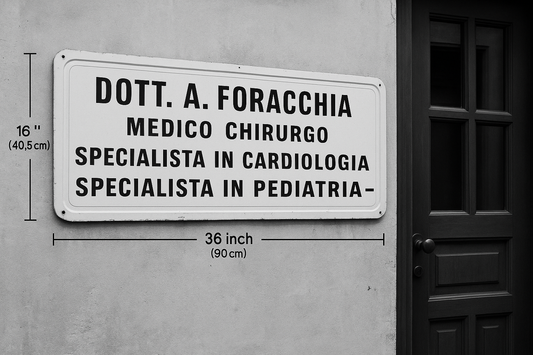 DOTT. A. FORACCHIA
MEDICO CHIRURGO
SPECIALISTA IN CARDIOLOGIA
SPECIALISTA IN PEDIATRIA-
16 "
(40,5 cm)
36 inch
(90 cm)